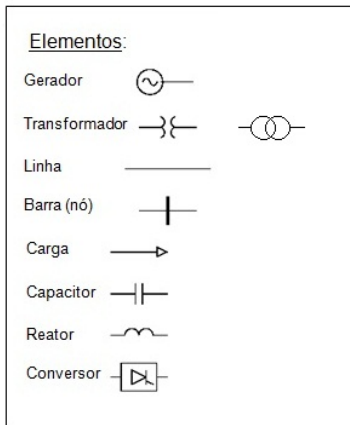 Elementos:
Gerador
Transformador
Linha
Barra (nó)
Carga
Capacitor
Reator
Conversor